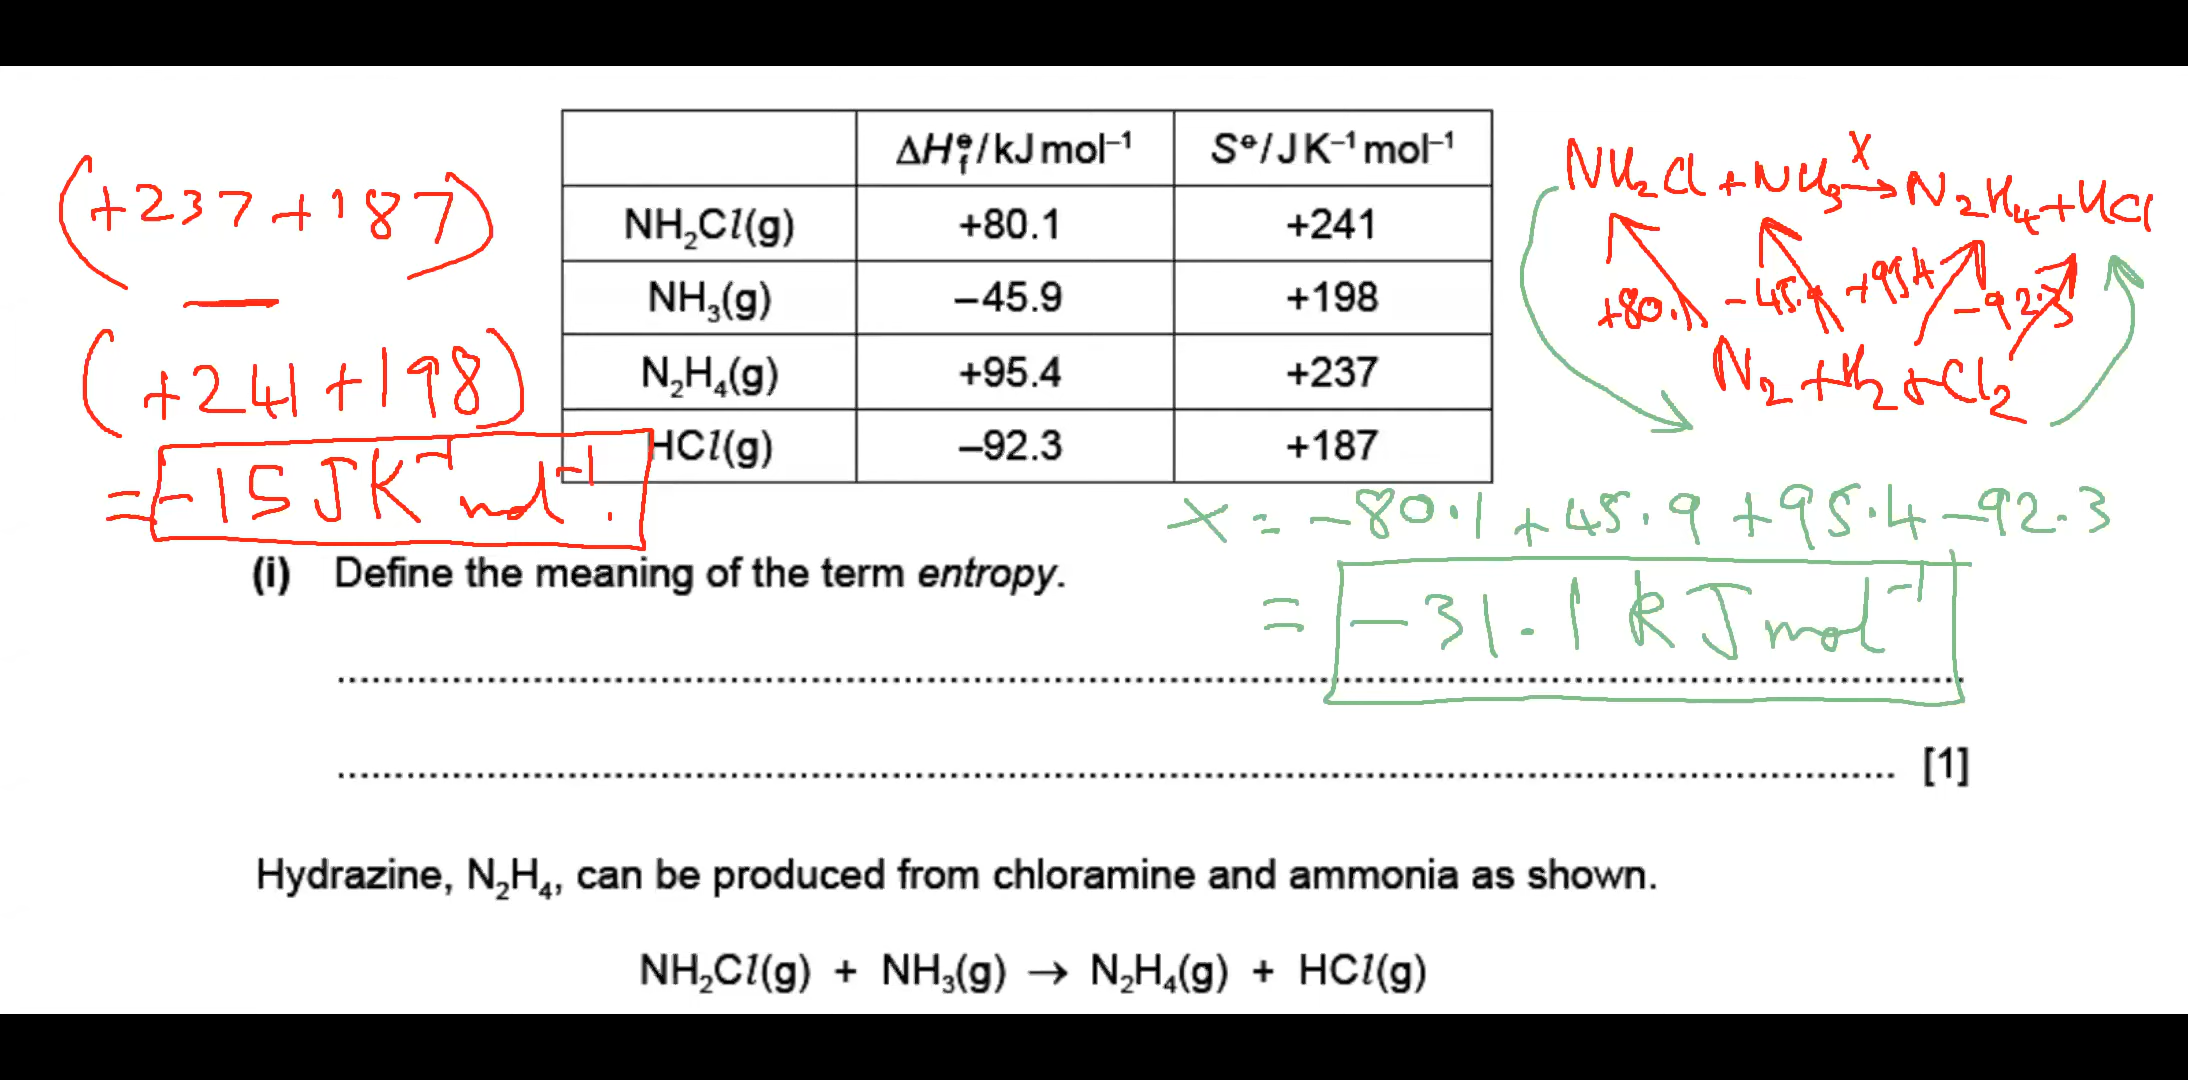 ΔHf⦵/kJ mol⁻¹ S⦵/J K⁻¹ mol⁻¹
NH₂Cl(g) +80.1 +241
NH₃(g) −45.9 +198
N₂H₄(g) +95.4 +237
HCl(g) −92.3 +187
(+237+187)
—
(+241+198)
= -15 JK⁻¹ mol⁻¹.
x
NH₂Cl + NH₃ → N₂H₄ + HCl
+80.1 -45.9 +95.4 -92.3
N₂ + H₂ + Cl₂
x = -80.1 + 45.9 + 95.4 -92.3
= -31.1 kJ mol⁻¹
(i) Define the meaning of the term entropy.
[1]
Hydrazine, N₂H₄, can be produced from chloramine and ammonia as shown.
NH₂Cl(g) + NH₃(g) → N₂H₄(g) + HCl(g)